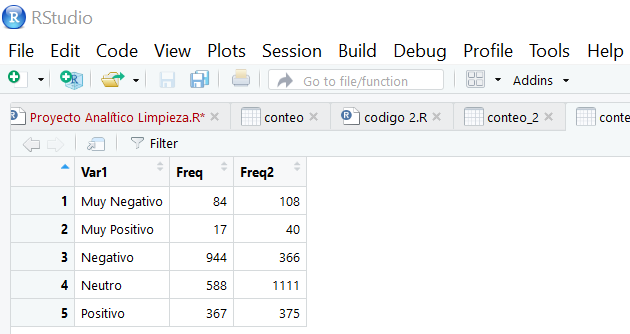 RStudio
File Edit Code View Plots Session Build Debug Profile Tools Help
Go to file/function Addins
Proyecto Analítico Limpieza.R* conteo codigo 2.R conteo_2 conte
Filter
Var1 Freq Freq2
1 Muy Negativo 84 108
2 Muy Positivo 17 40
3 Negativo 944 366
4 Neutro 588 1111
5 Positivo 367 375